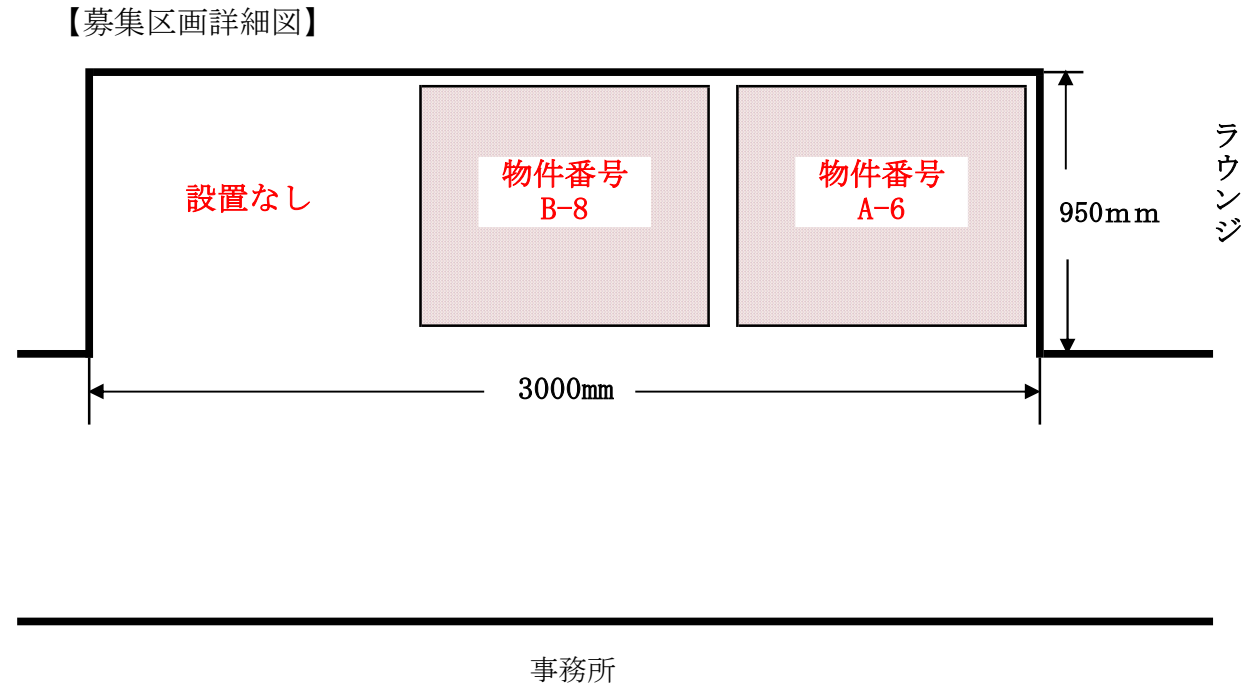 【募集区画詳細図】
設置なし
物件番号
B-8
物件番号
A-6
950ｍｍ
ラウンジ
3000mm
事務所